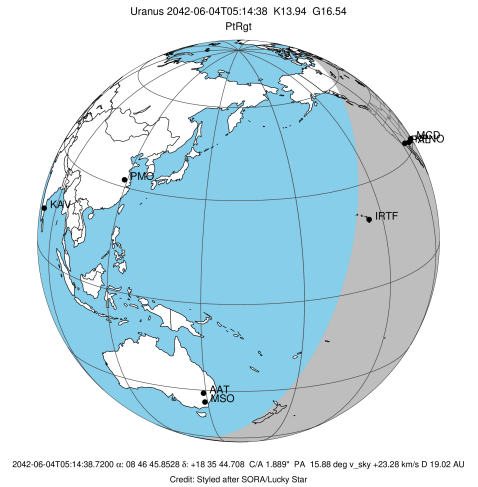 Uranus 2042-06-04T05:14:38 K13.94 G16.54
PtRgt
MCD
PMO
KAV
IRTF
AAT
MSO
2042-06-04T05:14:38.7200 α: 08 46 45.8528 δ: +18 35 44.708 C/A 1.889" PA 15.88 deg v_sky +23.28 km/s D 19.02 AU
Credit: Styled after SORA/Lucky Star